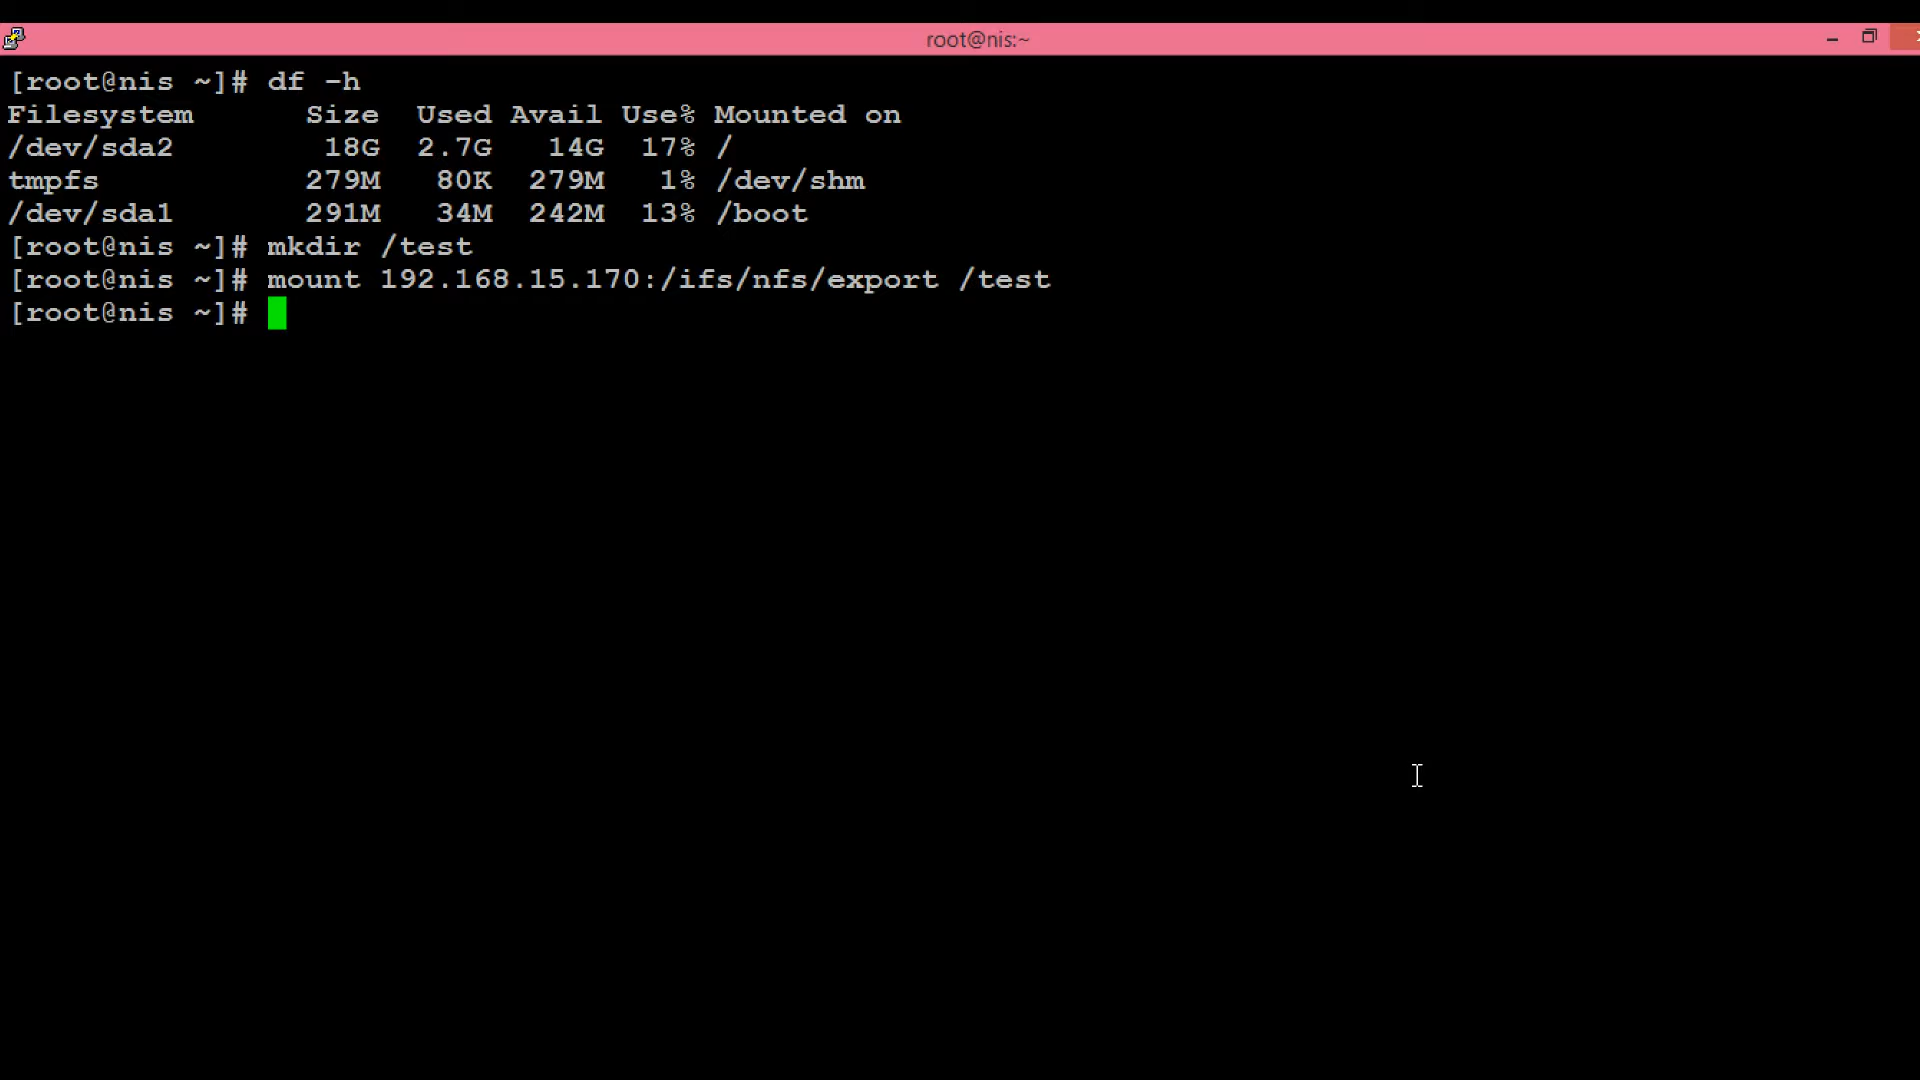 root@nis:~
[root@nis ~]# df -h
Filesystem      Size  Used Avail Use% Mounted on
/dev/sda2        18G  2.7G   14G  17% /
tmpfs           279M   80K  279M   1% /dev/shm
/dev/sda1       291M   34M  242M  13% /boot
[root@nis ~]# mkdir /test
[root@nis ~]# mount 192.168.15.170:/ifs/nfs/export /test
[root@nis ~]#